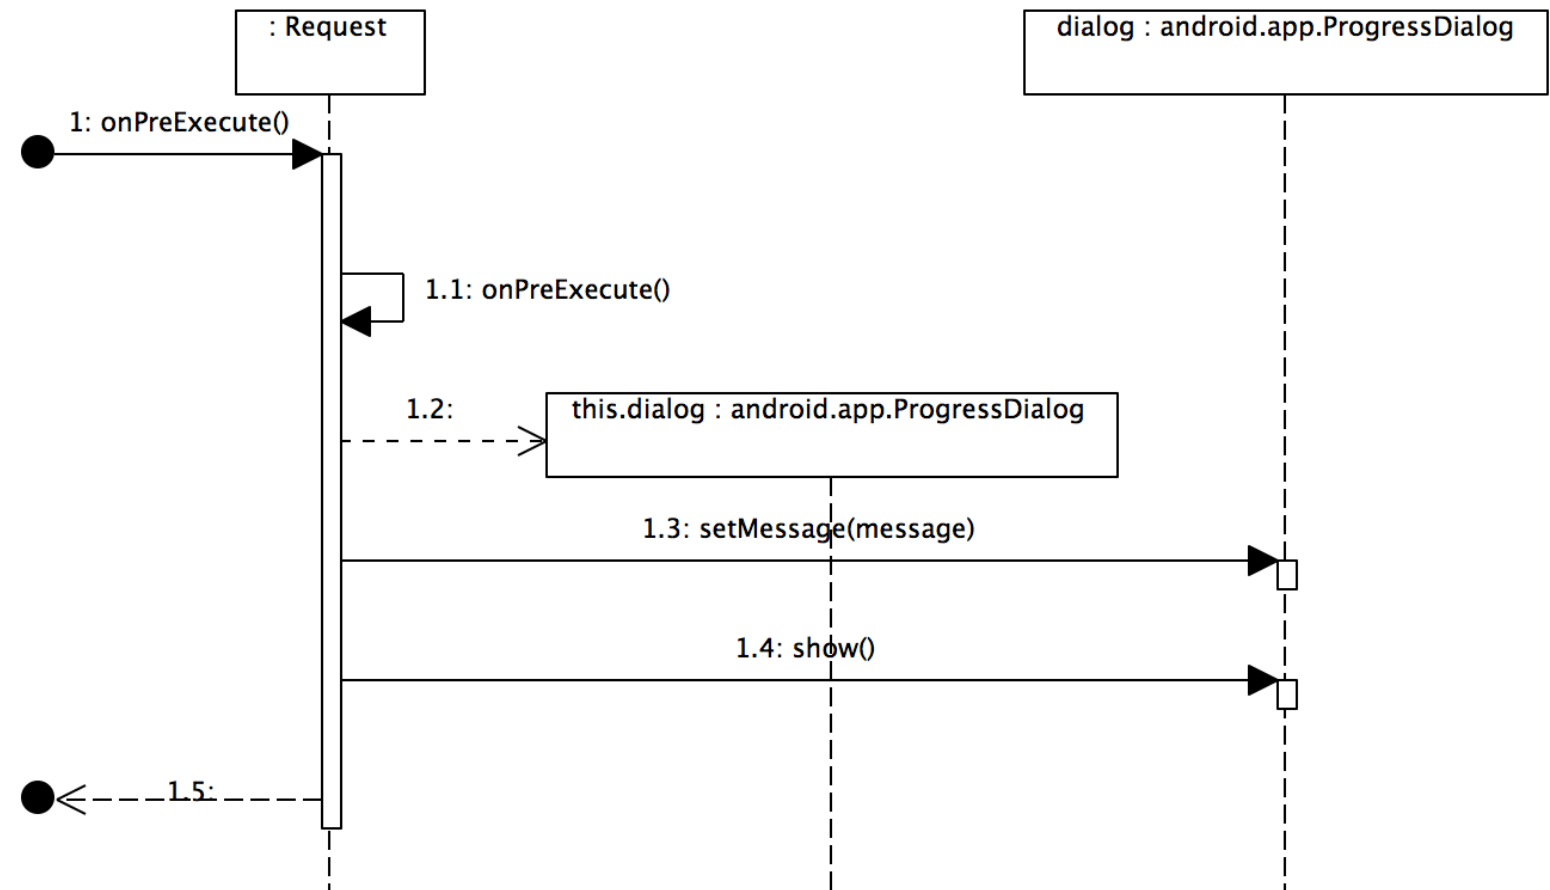 : Request
dialog : android.app.ProgressDialog
1: onPreExecute()
1.1: onPreExecute()
1.2:
this.dialog : android.app.ProgressDialog
1.3: setMessage(message)
1.4: show()
1.5: